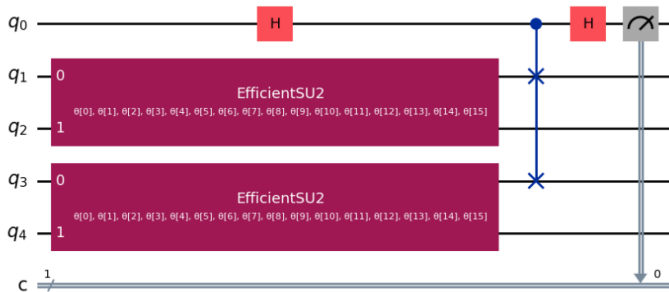 q0 H H
q1 0 EfficientSU2
θ[0], θ[1], θ[2], θ[3], θ[4], θ[5], θ[6], θ[7], θ[8], θ[9], θ[10], θ[11], θ[12], θ[13], θ[14], θ[15]
q2 1
q3 0 EfficientSU2
θ[0], θ[1], θ[2], θ[3], θ[4], θ[5], θ[6], θ[7], θ[8], θ[9], θ[10], θ[11], θ[12], θ[13], θ[14], θ[15]
q4 1
c 1 0